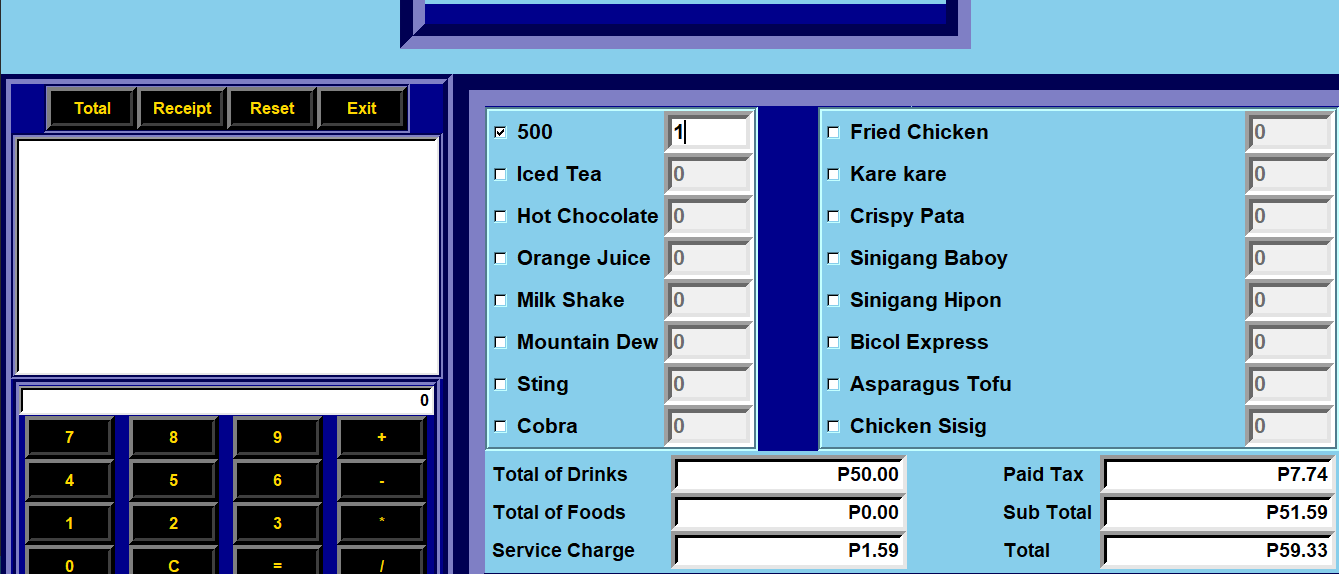 Total Receipt Reset Exit
500 1 Fried Chicken 0
Iced Tea 0 Kare kare 0
Hot Chocolate 0 Crispy Pata 0
Orange Juice 0 Sinigang Baboy 0
Milk Shake 0 Sinigang Hipon 0
Mountain Dew 0 Bicol Express 0
Sting 0 Asparagus Tofu 0
Cobra 0 Chicken Sisig 0
0
7 8 9 +
4 5 6 -
1 2 3 *
0 C = /
Total of Drinks P50.00 Paid Tax P7.74
Total of Foods P0.00 Sub Total P51.59
Service Charge P1.59 Total P59.33